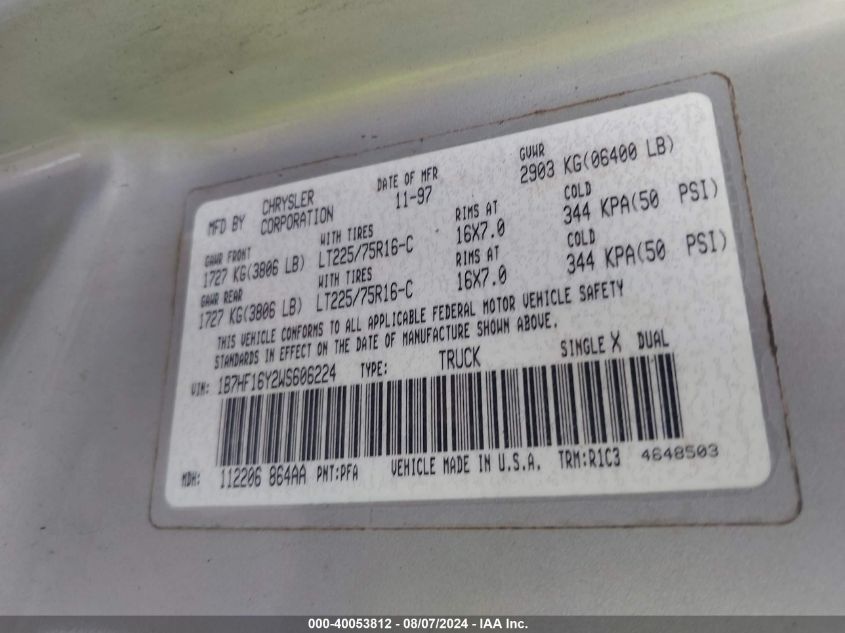 MFD BY CHRYSLER CORPORATION DATE OF MFR 11-97 GVWR 2903 KG(06400 LB)
GAWR FRONT WITH TIRES RIMS AT COLD
1727 KG(3806 LB) LT225/75R16-C 16X7.0 344 KPA(50 PSI)
GAWR REAR WITH TIRES RIMS AT COLD
1727 KG(3806 LB) LT225/75R16-C 16X7.0 344 KPA(50 PSI)
THIS VEHICLE CONFORMS TO ALL APPLICABLE FEDERAL MOTOR VEHICLE SAFETY
STANDARDS IN EFFECT ON THE DATE OF MANUFACTURE SHOWN ABOVE.
VIN: 1B7HF16Y2WS606224 TYPE: TRUCK SINGLE X DUAL
MDH: 112206 864AA PNT:PFA VEHICLE MADE IN U.S.A. TRM:R1C3 4648503
000-40053812 - 08/07/2024 - IAA Inc.